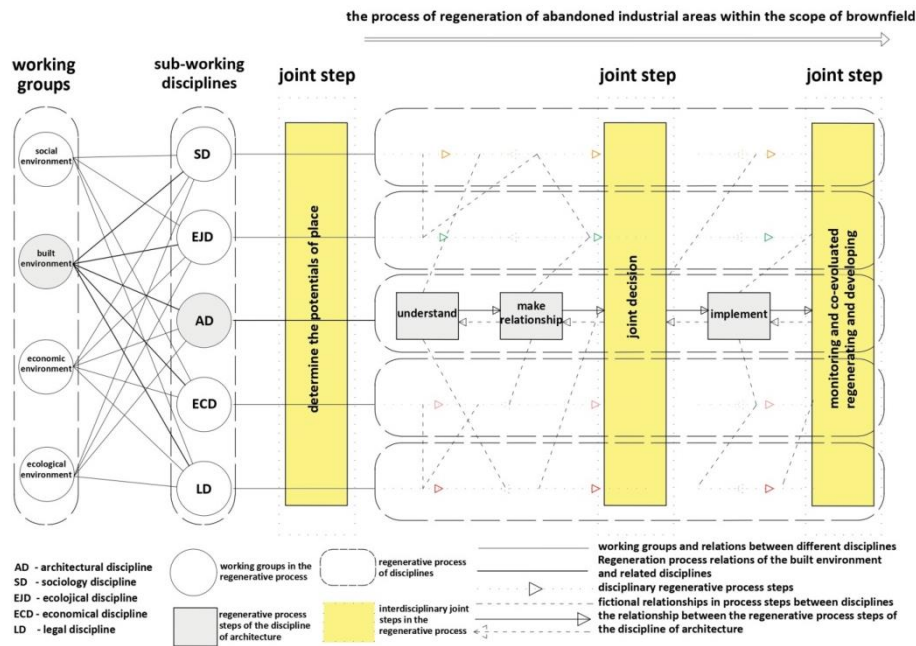 the process of regeneration of abandoned industrial areas within the scope of brownfield
working
groups
sub-working
disciplines
joint step
joint step
joint step
social
environment
built
environment
economic
environment
ecological
environment
SD
EJD
AD
ECD
LD
determine the potentials of place
understand
make
relationship
joint decision
implement
monitoring and co-evaluated
regenerating and developing
AD - architectural discipline
SD - sociology discipline
EJD - ecolojical discipline
ECD - economical discipline
LD - legal discipline
working groups in the
regenerative process
regenerative process
steps of the discipline
of architecture
regenerative process
of disciplines
interdisciplinary joint
steps in the
regenerative process
working groups and relations between different disciplines
Regeneration process relations of the built environment
and related disciplines
disciplinary regenerative process steps
fictional relationships in process steps between disciplines
the relationship between the regenerative process steps of
the discipline of architecture